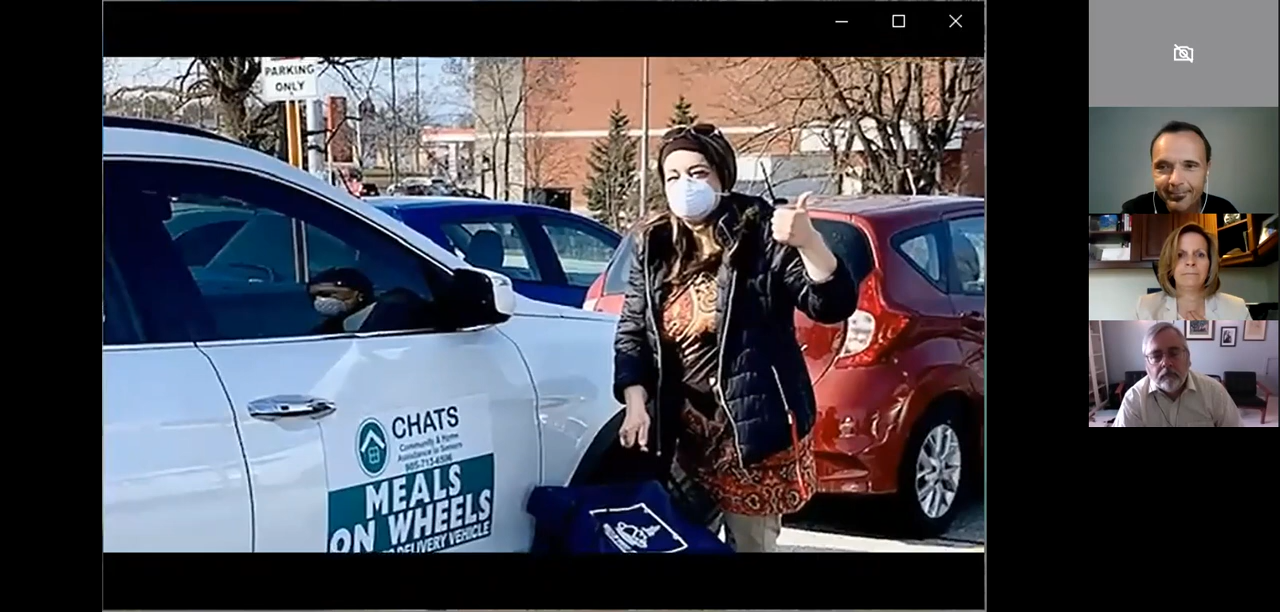 PARKING
ONLY
CHATS
Community & Home
Assistance to Seniors
905-713-6596
MEALS
ON WHEELS
DELIVERY VEHICLE